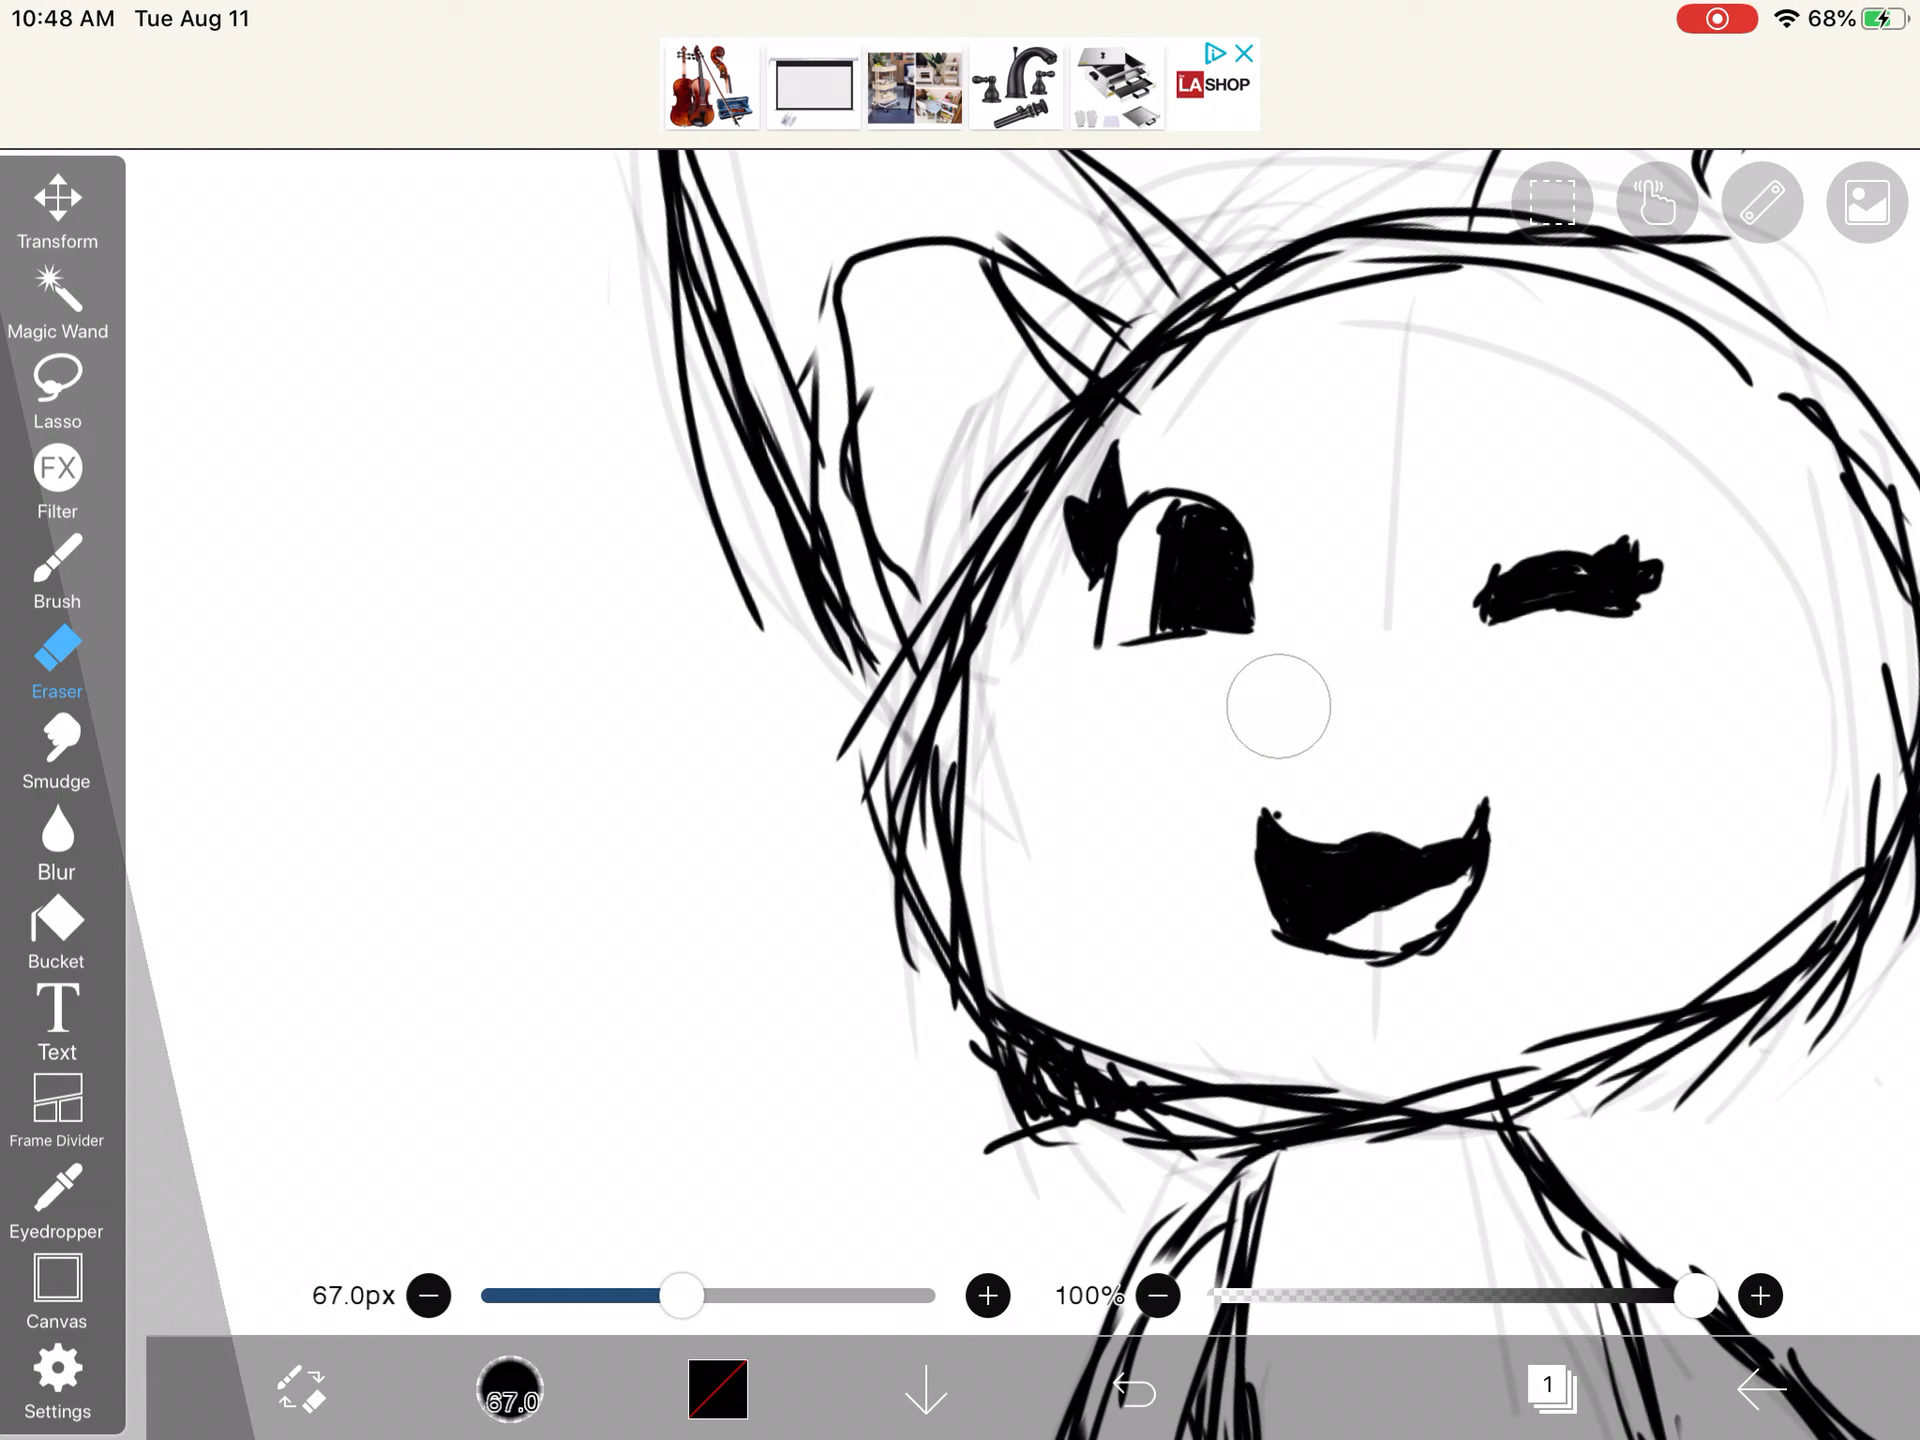 10:48 AM Tue Aug 11
68%
LA SHOP
Transform
Magic Wand
Lasso
FX
Filter
Brush
Eraser
Smudge
Blur
Bucket
T
Text
Frame Divider
Eyedropper
Canvas
Settings
67.0px
100%
67.0
1